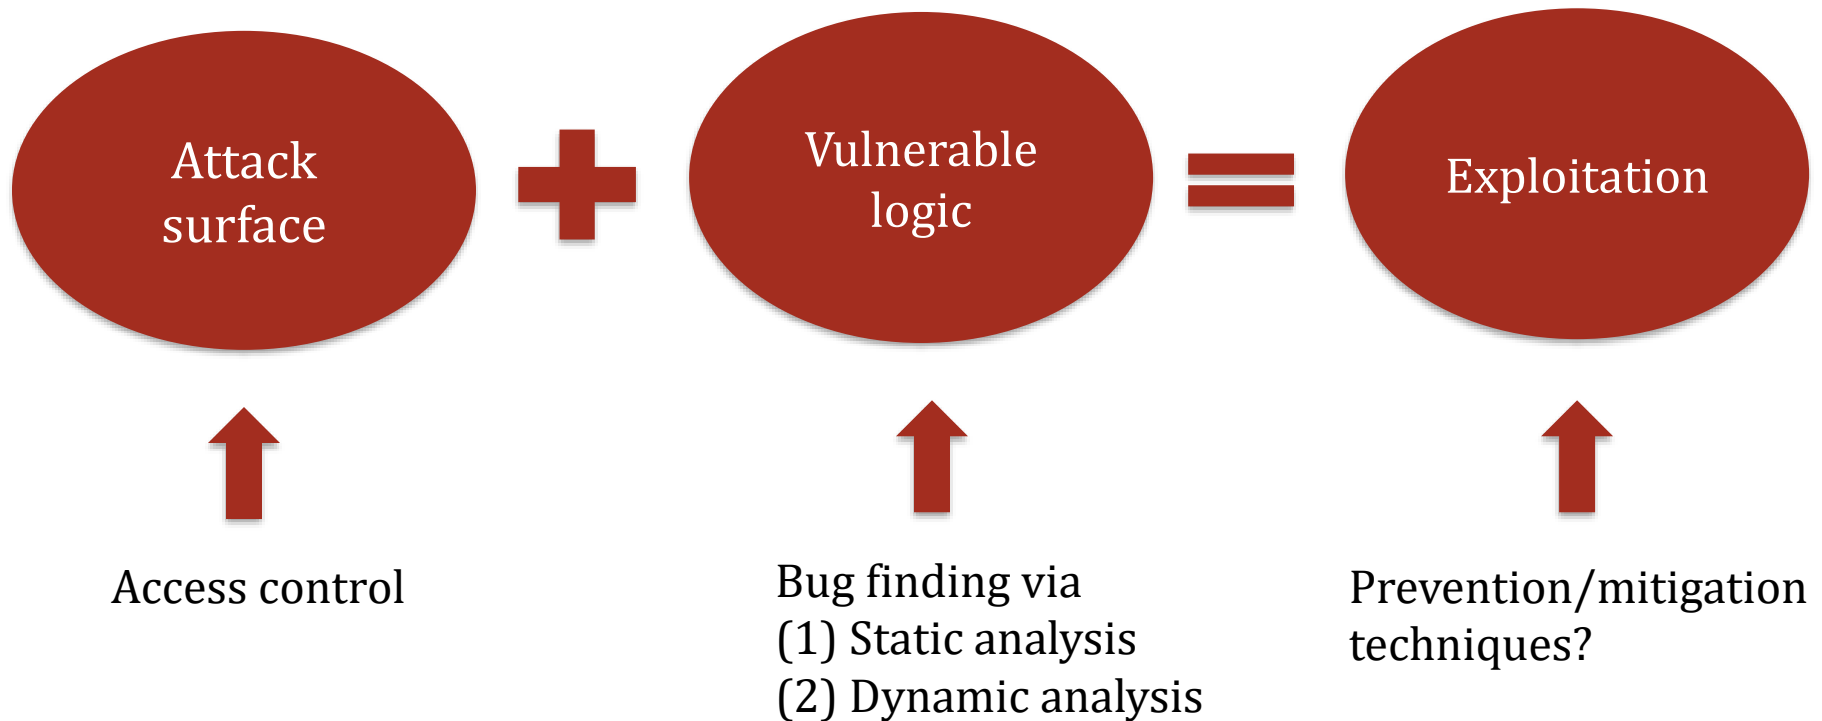 Attack
surface
Vulnerable
logic
Exploitation
Access control
Bug finding via
(1) Static analysis
(2) Dynamic analysis
Prevention/mitigation
techniques?